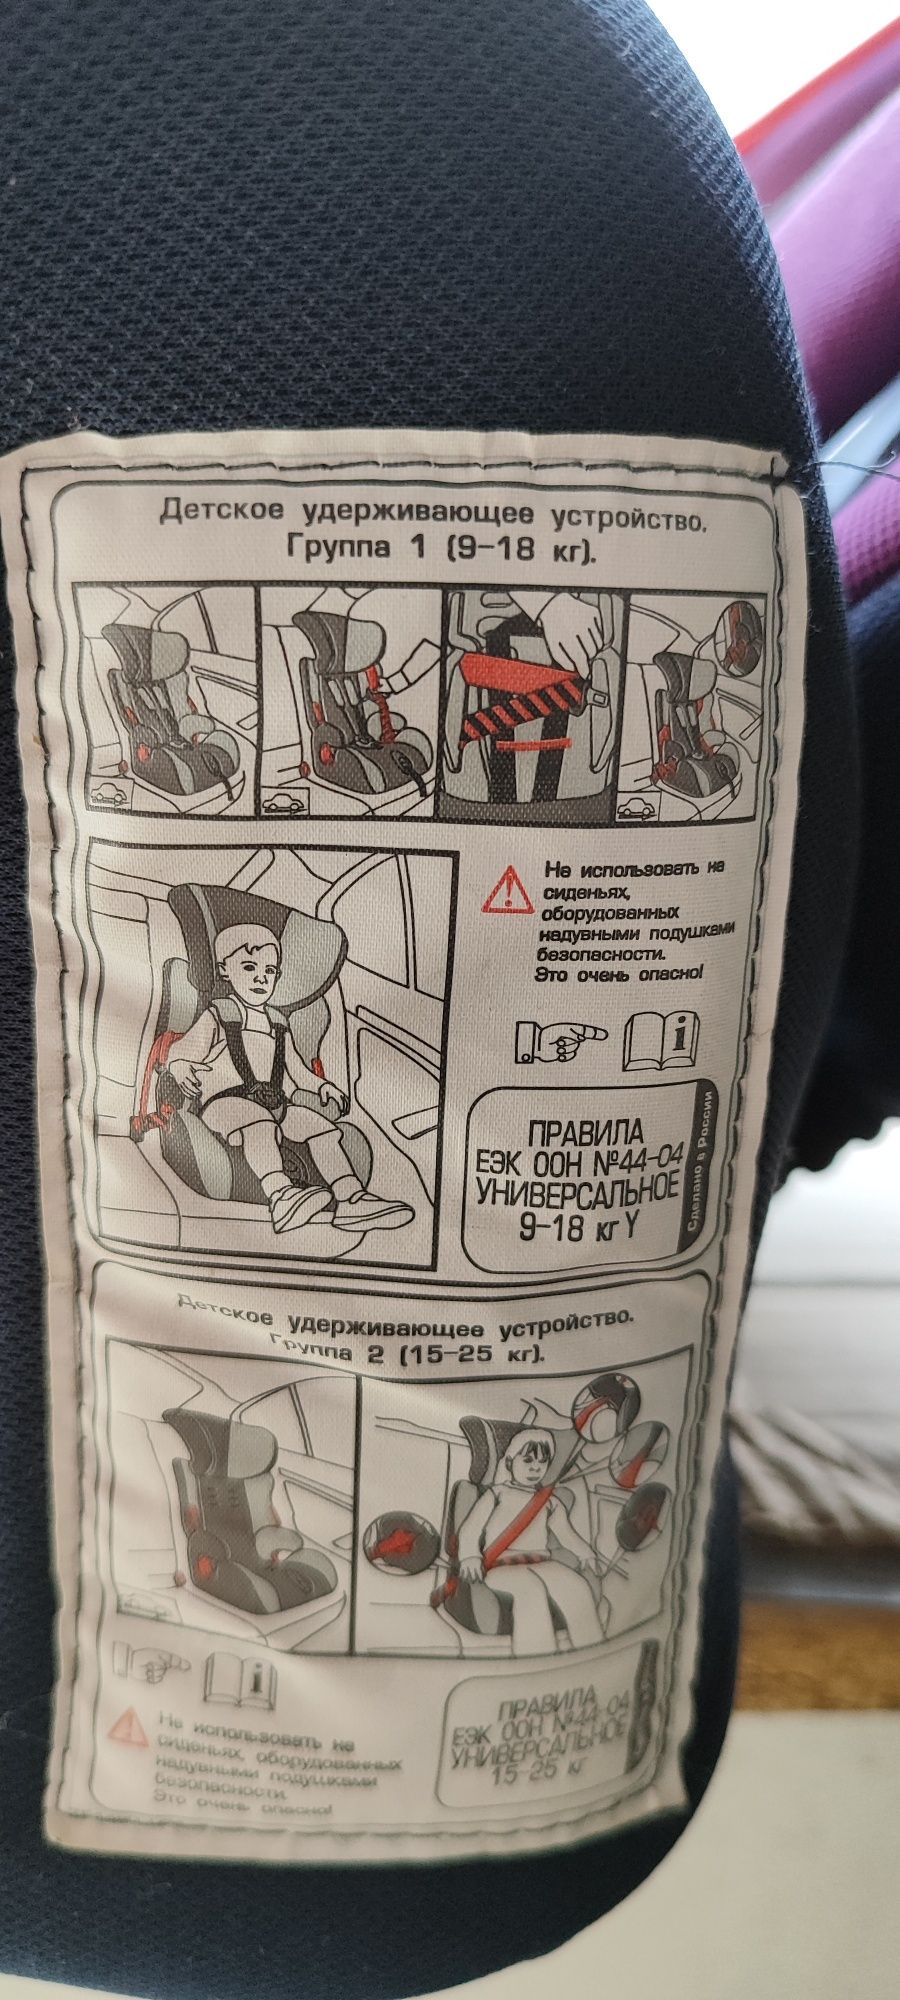 Детское удерживающее устройство.
Группа 1 (9-18 кг).
Не использовать на
сиденьях,
оборудованных
надувными подушками
безопасности.
Это очень опасно!
i
ПРАВИЛА
ЕЭК ООН №44-04
УНИВЕРСАЛЬНОЕ
9-18 кг Y
Сделано в России
Детское удерживающее устройство.
Группа 2 (15-25 кг).
i
Не использовать на
сиденьях, оборудованных
надувными подушками
безопасности.
Это очень опасно!
ПРАВИЛА
ЕЭК ООН №44-04
УНИВЕРСАЛЬНОЕ
15-25 кг